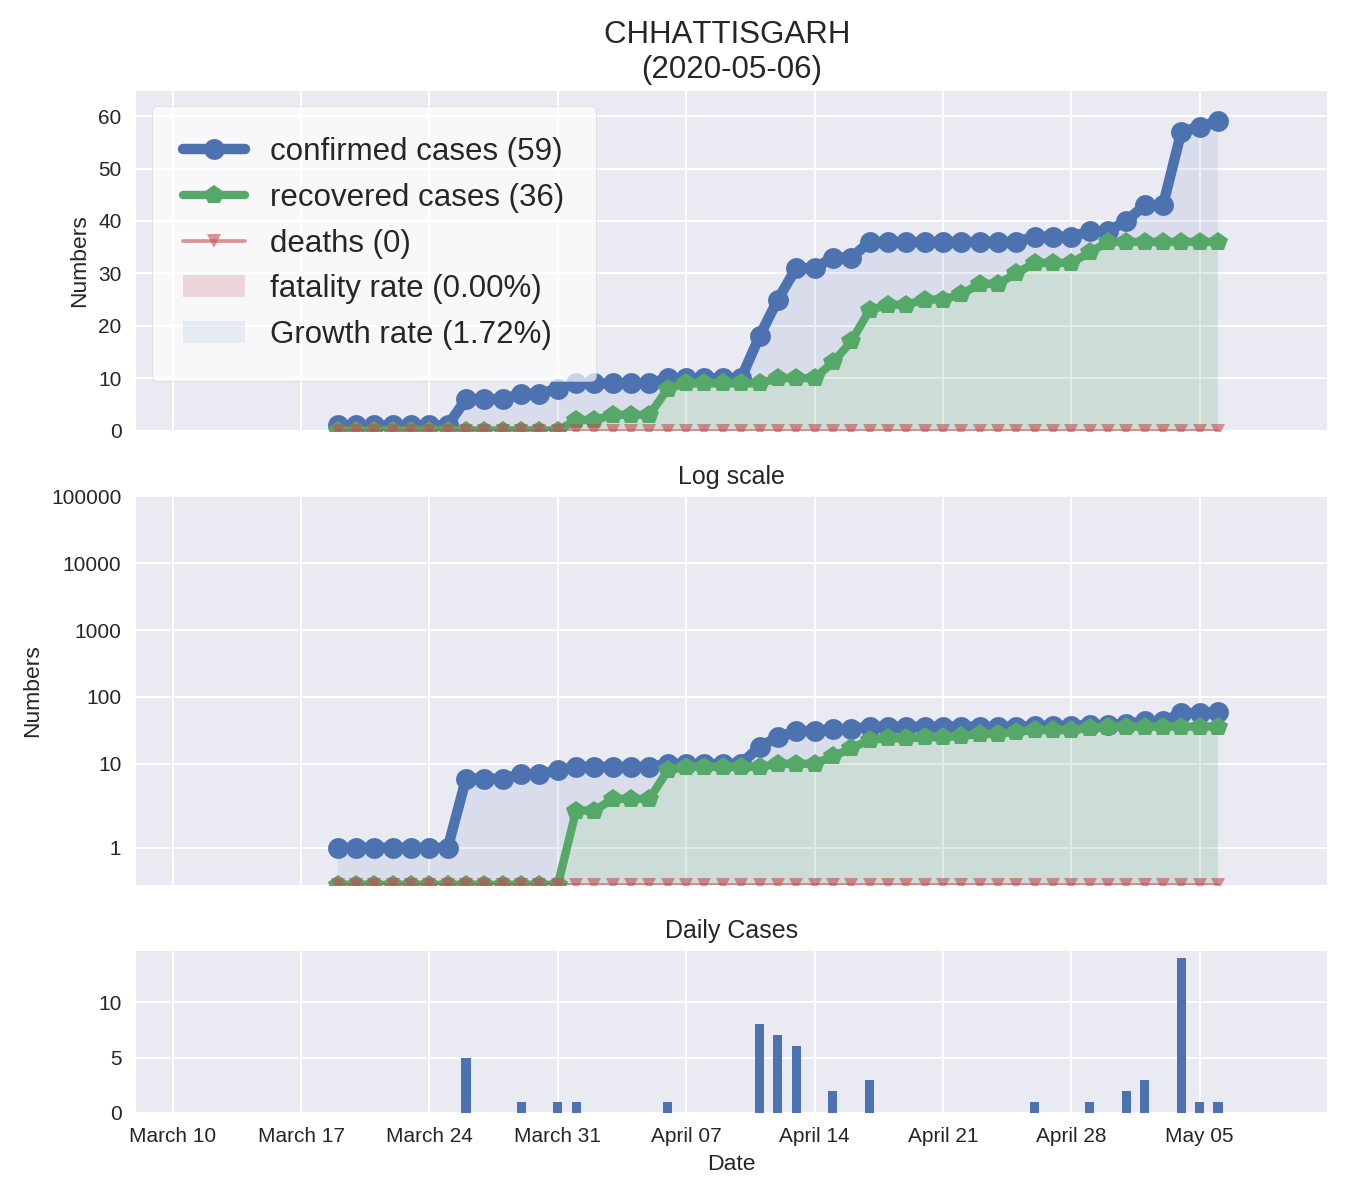 CHHATTISGARH
(2020-05-06)
60
50
40
30
20
10
0
Numbers
confirmed cases (59)
recovered cases (36)
deaths (0)
fatality rate (0.00%)
Growth rate (1.72%)
Log scale
100000
10000
1000
100
10
1
Numbers
Daily Cases
10
5
0
March 10 March 17 March 24 March 31 April 07 April 14 April 21 April 28 May 05
Date